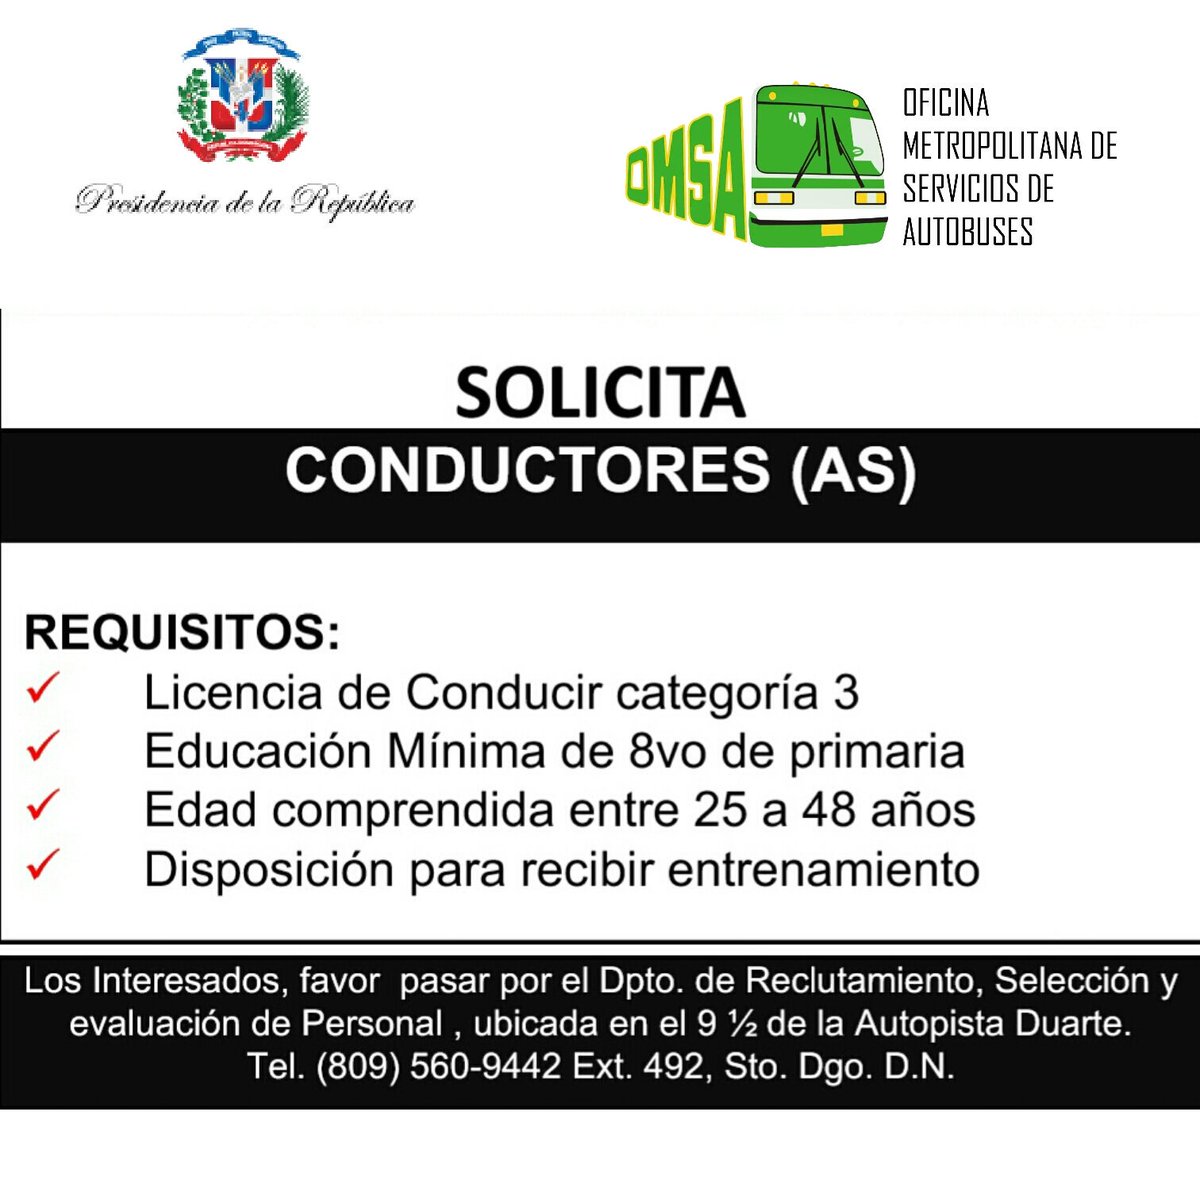 Presidencia de la República
OMSA
OFICINA
METROPOLITANA DE
SERVICIOS DE
AUTOBUSES
SOLICITA
CONDUCTORES (AS)
REQUISITOS:
✓ Licencia de Conducir categoría 3
✓ Educación Mínima de 8vo de primaria
✓ Edad comprendida entre 25 a 48 años
✓ Disposición para recibir entrenamiento
Los Interesados, favor pasar por el Dpto. de Reclutamiento, Selección y
evaluación de Personal , ubicada en el 9 ½ de la Autopista Duarte.
Tel. (809) 560-9442 Ext. 492, Sto. Dgo. D.N.